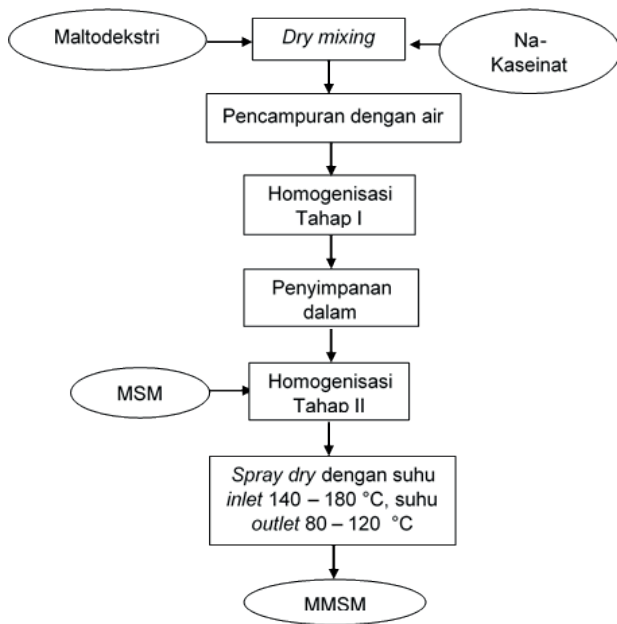 Maltodekstri
Dry mixing
Na-
Kaseinat
Pencampuran dengan air
Homogenisasi
Tahap I
Penyimpanan
dalam
MSM
Homogenisasi
Tahap II
Spray dry dengan suhu
inlet 140 – 180 °C, suhu
outlet 80 – 120 °C
MMSM